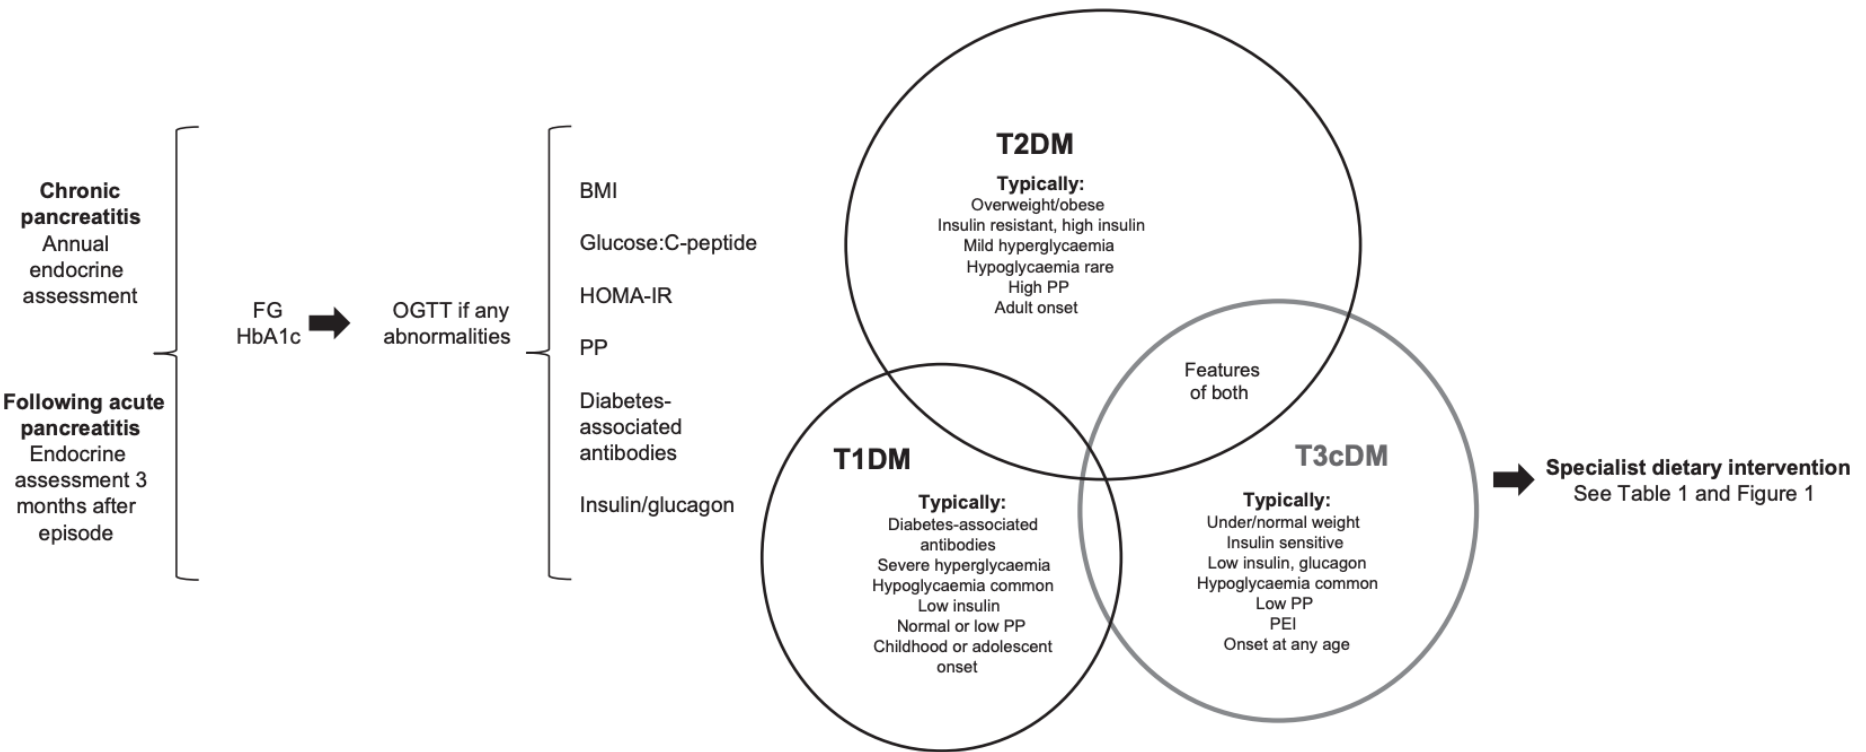 Chronic
pancreatitis
Annual
endocrine
assessment
Following acute
pancreatitis
Endocrine
assessment 3
months after
episode
FG
HbA1c
OGTT if any
abnormalities
BMI
Glucose:C-peptide
HOMA-IR
PP
Diabetes-
associated
antibodies
Insulin/glucagon
T2DM
Typically:
Overweight/obese
Insulin resistant, high insulin
Mild hyperglycaemia
Hypoglycaemia rare
High PP
Adult onset
Features
of both
T1DM
Typically:
Diabetes-associated
antibodies
Severe hyperglycaemia
Hypoglycaemia common
Low insulin
Normal or low PP
Childhood or adolescent
onset
T3cDM
Typically:
Under/normal weight
Insulin sensitive
Low insulin, glucagon
Hypoglycaemia common
Low PP
PEI
Onset at any age
Specialist dietary intervention
See Table 1 and Figure 1